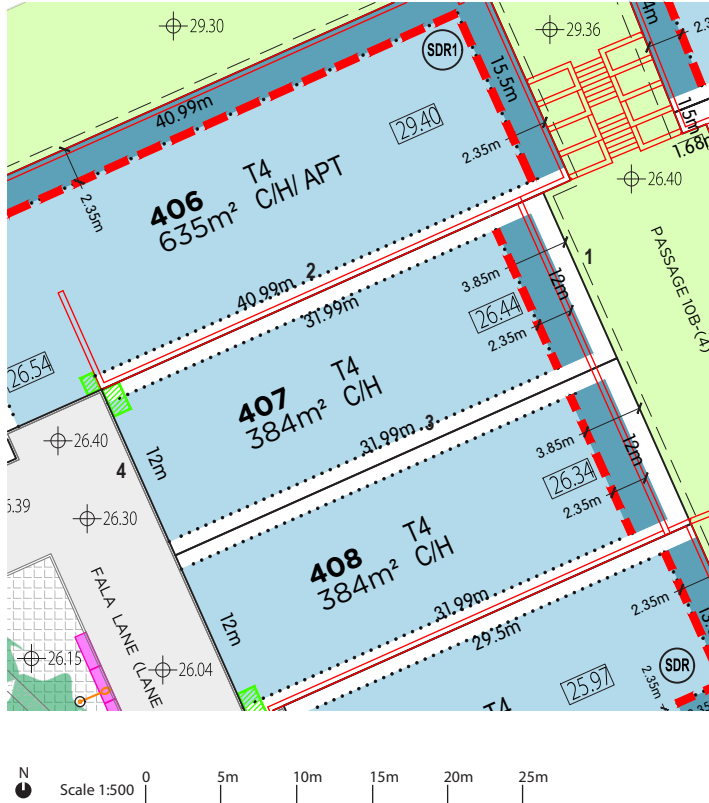 29.30
29.36
SDR1
15.5m
40.99m
29.40
2.35m
2.35m
1.5m
1.68m
26.40
406
635m²
T4
C/H/ APT
2
40.99m
31.99m
1
12m
3.85m
26.44
2.35m
PASSAGE 10B-(4)
26.54
407
384m²
T4
C/H
31.99m
3
26.40
12m
4
26.30
3.85m
12m
26.34
2.35m
408
384m²
T4
C/H
FALA LANE (LANE
12m
31.99m
29.5m
2.35m
26.15
26.04
SDR
2.35m
25.97
T4
N
Scale 1:500
0 5m 10m 15m 20m 25m